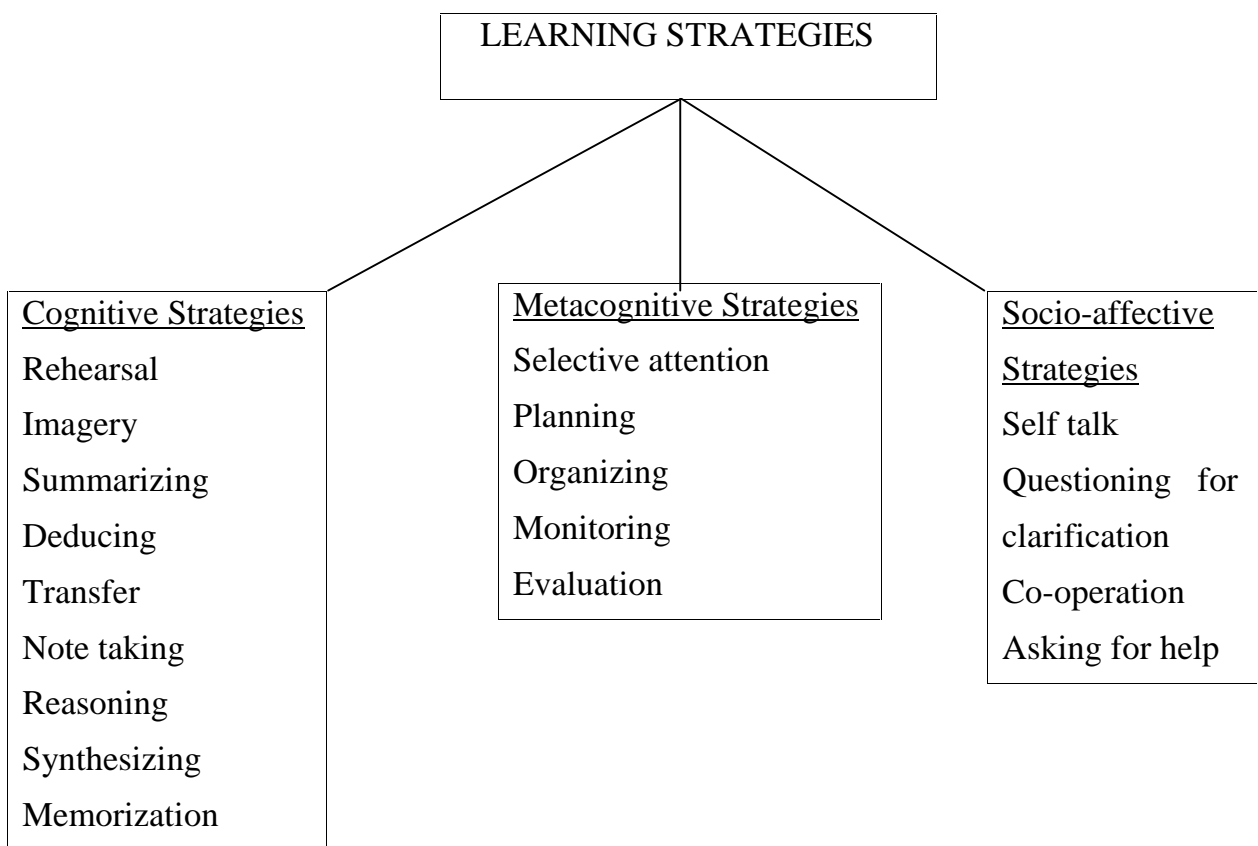 LEARNING STRATEGIES
Cognitive Strategies
Rehearsal
Imagery
Summarizing
Deducing
Transfer
Note taking
Reasoning
Synthesizing
Memorization
Metacognitive Strategies
Selective attention
Planning
Organizing
Monitoring
Evaluation
Socio-affective
Strategies
Self talk
Questioning for
clarification
Co-operation
Asking for help